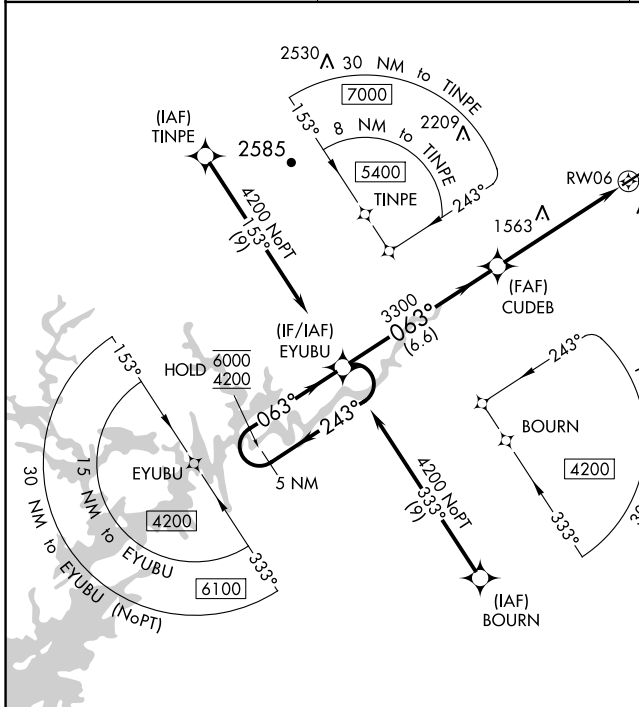 2530
30 NM to TINPE
7000
(IAF)
TINPE
153°
8 NM to TINPE
2209
2585
5400
TINPE
243°
RW06
4200 NoPT
153°
(9)
1563
(FAF)
CUDEB
3300
063°
(6.6)
(IF/IAF)
EYUBU
HOLD
6000
4200
063°
243°
5 NM
153°
243°
BOURN
4200
333°
EYUBU
4200
15 NM to EYUBU
30 NM to EYUBU (NoPT)
6100
333°
4200 NoPT
333°
(9)
(IAF)
BOURN